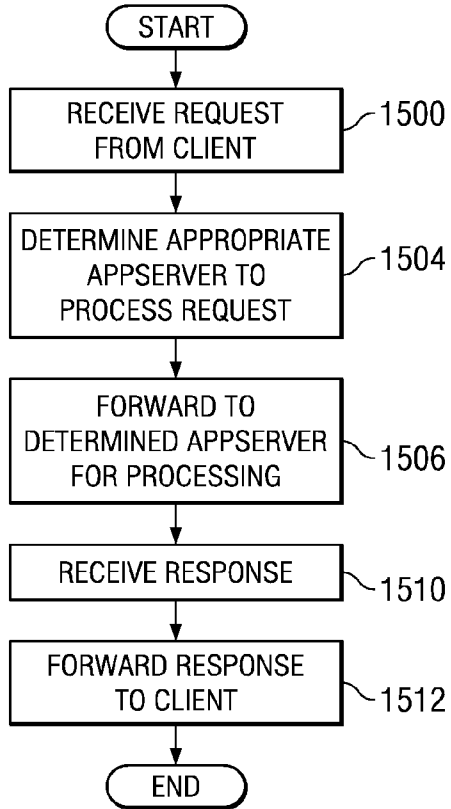 START
RECEIVE REQUEST
FROM CLIENT
1500
DETERMINE APPROPRIATE
APPSERVER TO
PROCESS REQUEST
1504
FORWARD TO
DETERMINED APPSERVER
FOR PROCESSING
1506
RECEIVE RESPONSE
1510
FORWARD RESPONSE
TO CLIENT
1512
END